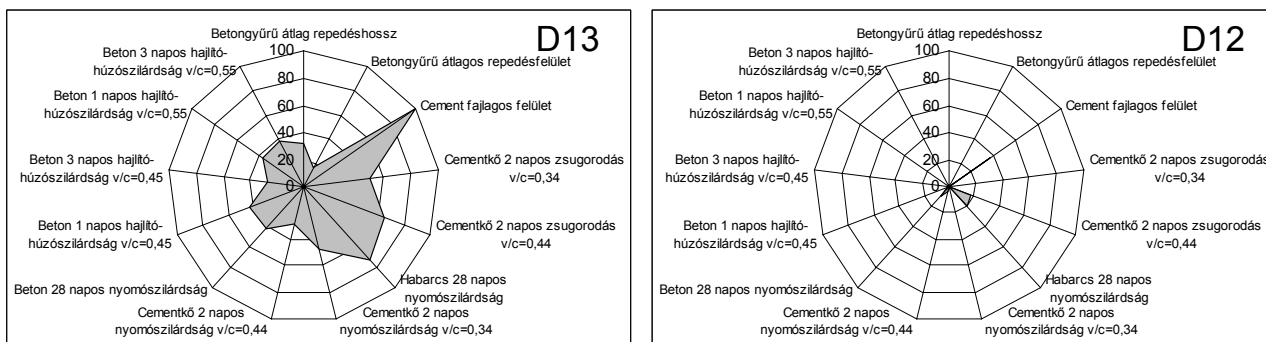 D13
Betongyűrű átlag repedéshossz
Betongyűrű átlagos repedésfelület
Cement fajlagos felület
Cementkő 2 napos zsugorodás
v/c=0,34
Cementkő 2 napos zsugorodás
v/c=0,44
Habarcs 28 napos
nyomószilárdság
Cementkő 2 napos
nyomószilárdság v/c=0,34
Cementkő 2 napos
nyomószilárdság v/c=0,44
Beton 28 napos nyomószilárdság
Beton 1 napos hajlító-
húzószilárdság v/c=0,45
Beton 3 napos hajlító-
húzószilárdság v/c=0,45
Beton 1 napos hajlító-
húzószilárdság v/c=0,55
Beton 3 napos hajlító-
húzószilárdság v/c=0,55
100
80
60
40
20
0
D12
Betongyűrű átlag repedéshossz
Betongyűrű átlagos repedésfelület
Cement fajlagos felület
Cementkő 2 napos zsugorodás
v/c=0,34
Cementkő 2 napos zsugorodás
v/c=0,44
Habarcs 28 napos
nyomószilárdság
Cementkő 2 napos
nyomószilárdság v/c=0,34
Cementkő 2 napos
nyomószilárdság v/c=0,44
Beton 28 napos nyomószilárdság
Beton 1 napos hajlító-
húzószilárdság v/c=0,45
Beton 3 napos hajlító-
húzószilárdság v/c=0,45
Beton 1 napos hajlító-
húzószilárdság v/c=0,55
Beton 3 napos hajlító-
húzószilárdság v/c=0,55
100
80
60
40
20
0